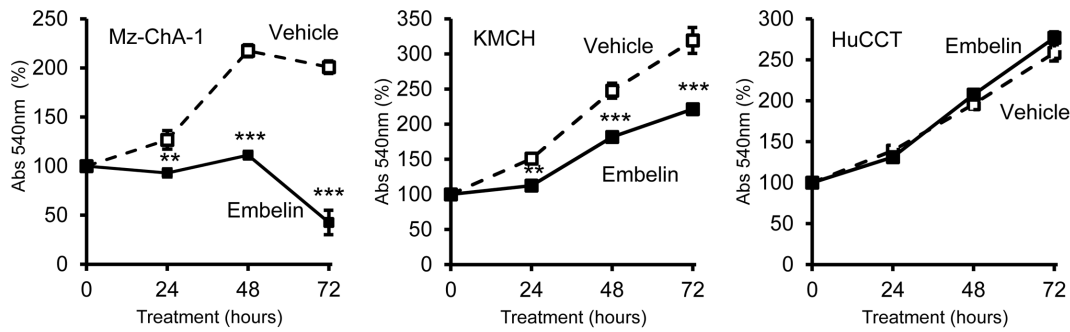 Mz-ChA-1
Vehicle
Embelin
**
***
***
Abs 540nm (%)
250
200
150
100
50
0
0 24 48 72
Treatment (hours)
KMCH
Vehicle
Embelin
**
***
***
Abs 540nm (%)
350
300
250
200
150
100
50
0
0 24 48 72
Treatment (hours)
HuCCT
Embelin
Vehicle
Abs 540nm (%)
300
250
200
150
100
50
0
0 24 48 72
Treatment (hours)